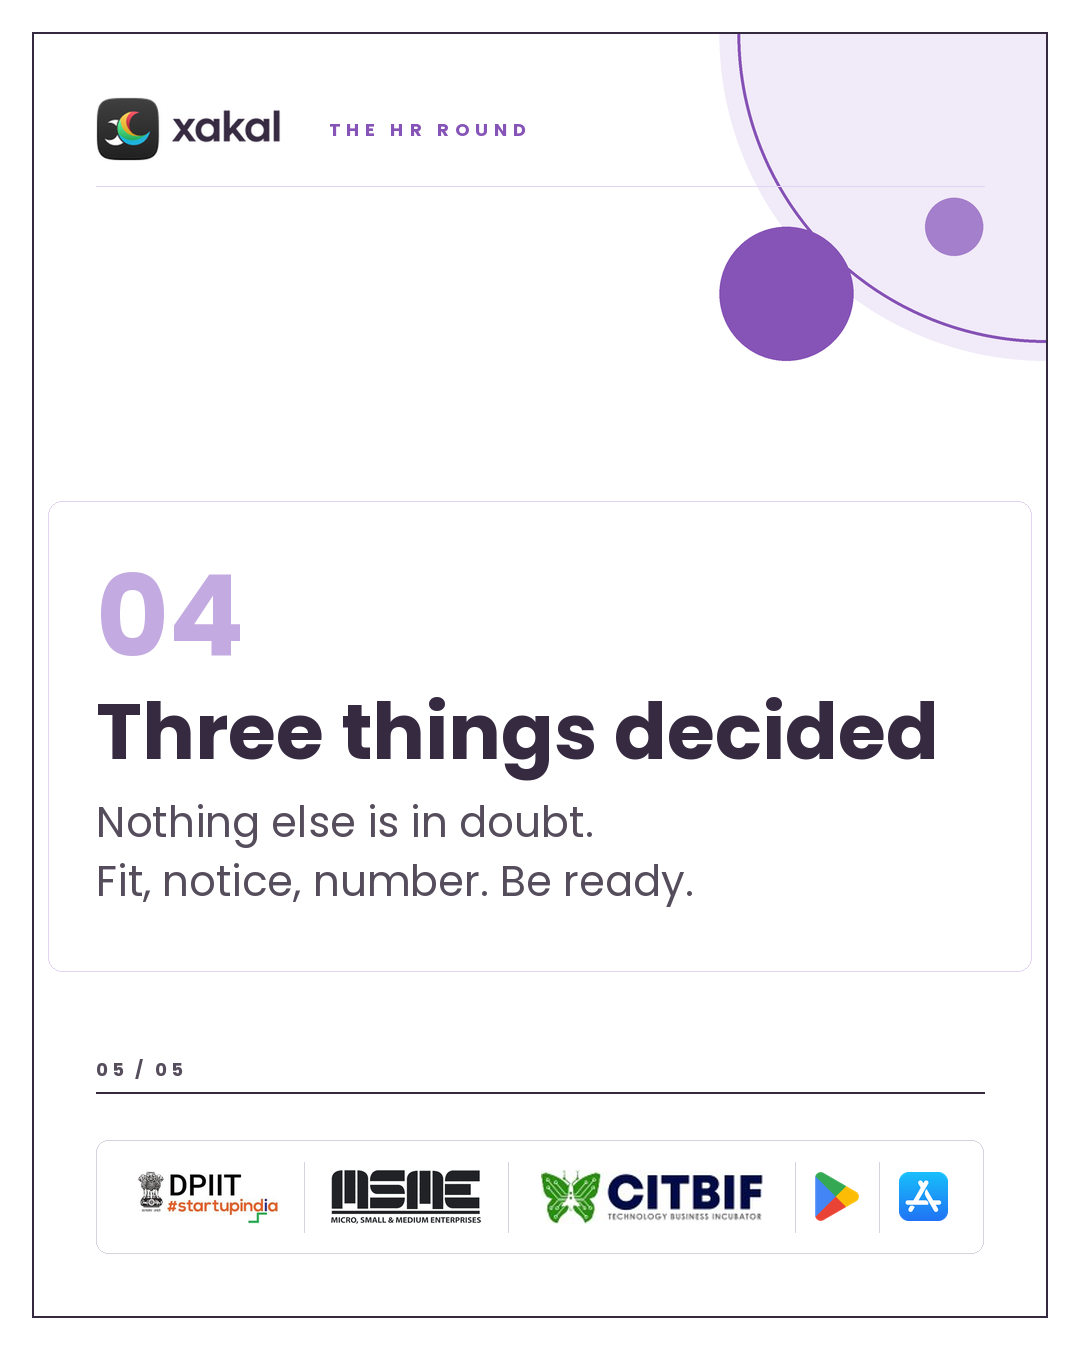 xakal
THE HR ROUND
04
Three things decided
Nothing else is in doubt.
Fit, notice, number. Be ready.
05 / 05
DPIIT
#startupindia
MSME
MICRO, SMALL & MEDIUM ENTERPRISES
CITBIF
TECHNOLOGY BUSINESS INCUBATOR